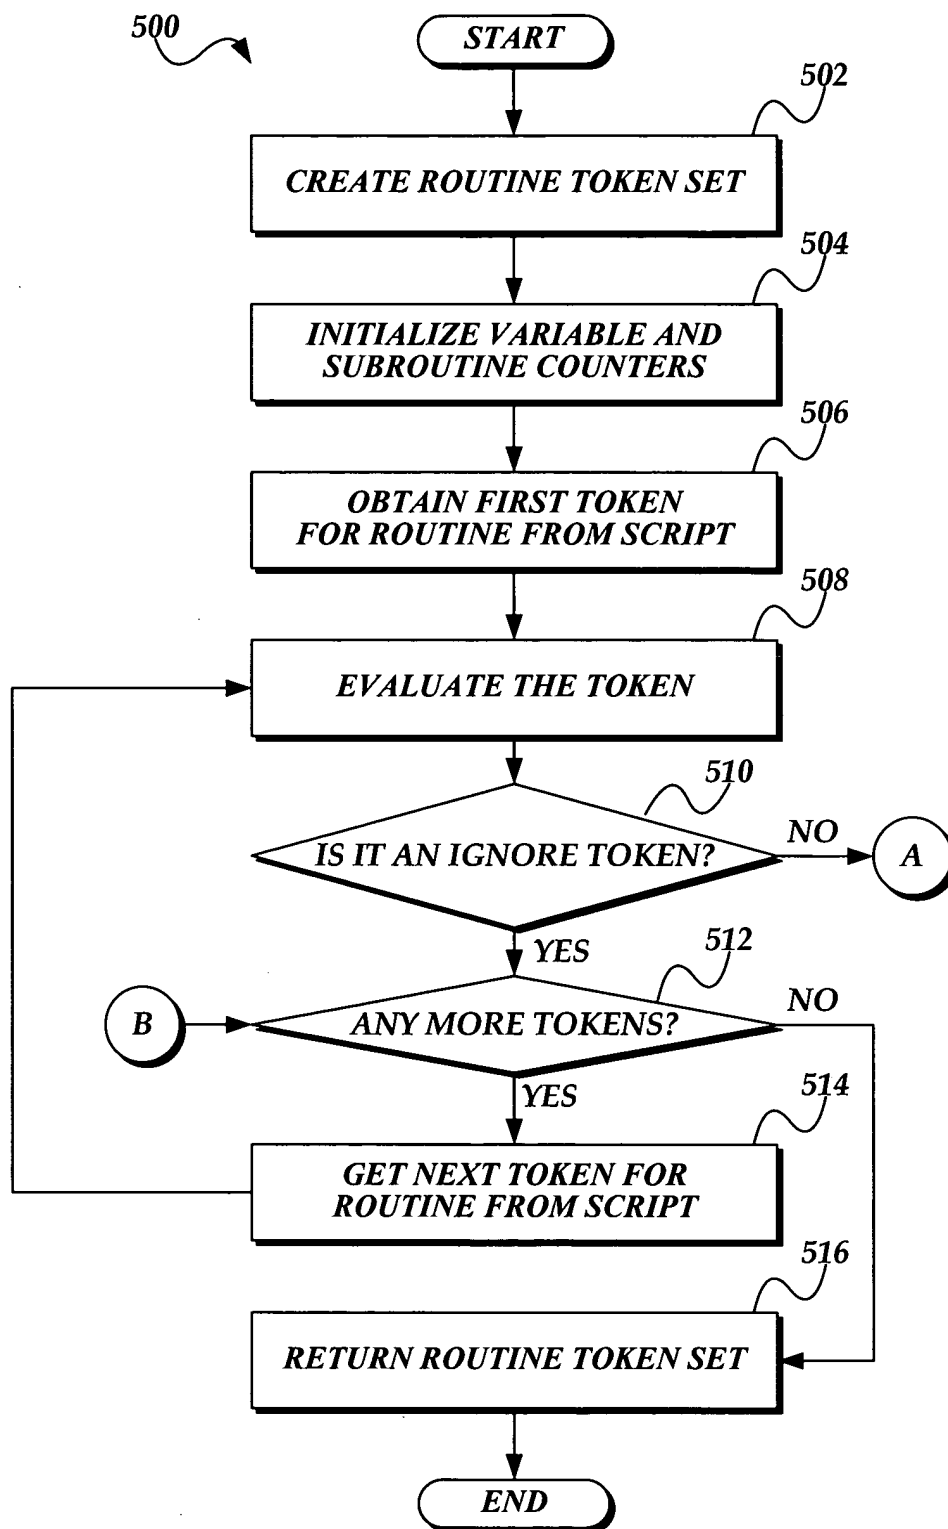 500
START
502
CREATE ROUTINE TOKEN SET
504
INITIALIZE VARIABLE AND
SUBROUTINE COUNTERS
506
OBTAIN FIRST TOKEN
FOR ROUTINE FROM SCRIPT
508
EVALUATE THE TOKEN
510
IS IT AN IGNORE TOKEN?
NO
A
YES
512
B
ANY MORE TOKENS?
NO
YES
514
GET NEXT TOKEN FOR
ROUTINE FROM SCRIPT
516
RETURN ROUTINE TOKEN SET
END